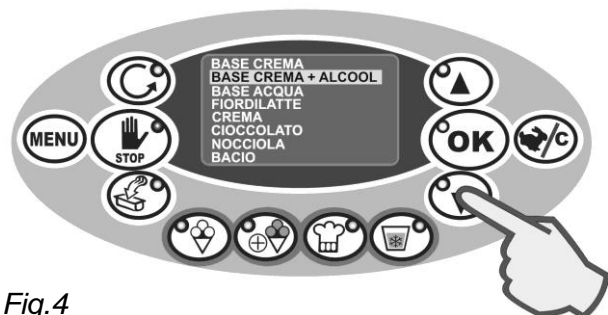 BASE CREMA
BASE CREMA + ALCOOL
BASE ACQUA
FIORDILATTE
CREMA
CIOCCOLATO
NOCCIOLA
BACIO
MENU
STOP
OK
/C
Fig.4